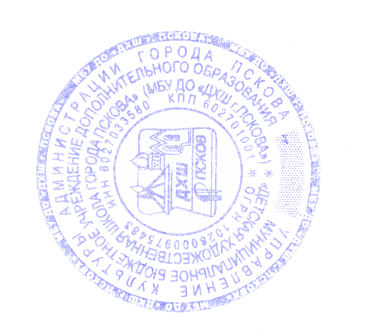 УПРАВЛЕНИЕ КУЛЬТУРЫ АДМИНИСТРАЦИИ ГОРОДА ПСКОВА
МУНИЦИПАЛЬНОЕ БЮДЖЕТНОЕ УЧРЕЖДЕНИЕ ДОПОЛНИТЕЛЬНОГО ОБРАЗОВАНИЯ
«ДЕТСКАЯ ХУДОЖЕСТВЕННАЯ ШКОЛА ГОРОДА ПСКОВА» (МБУ ДО «ДХШ Г.ПСКОВА») *
ИНН 6027033580 КПП 602701001 * ОГРН
ДХШ
ПСКОВ